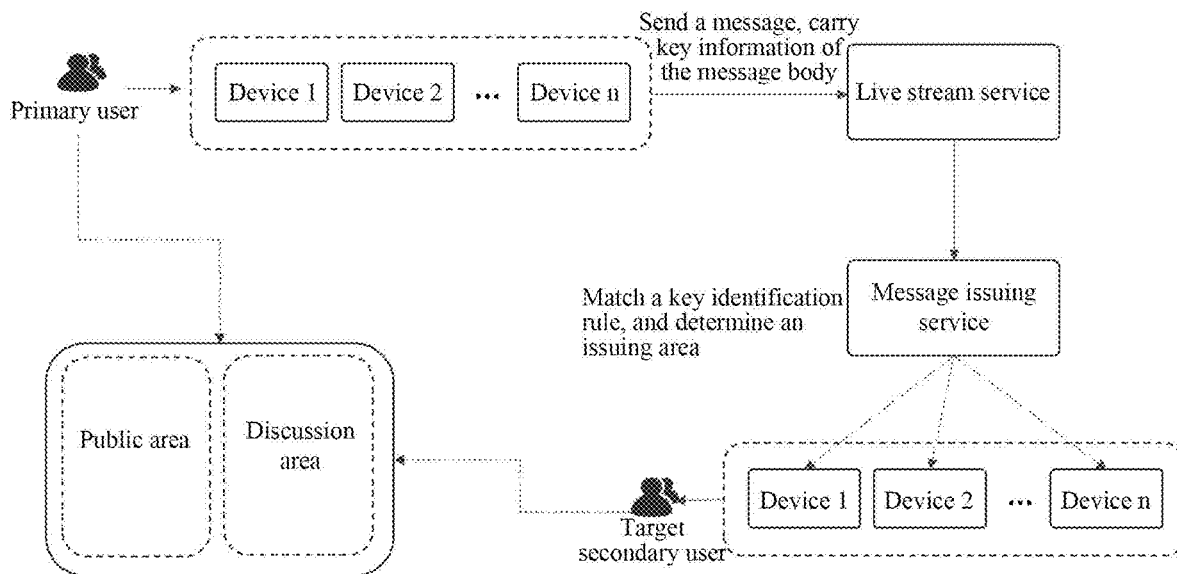 Send a message, carry
key information of
the message body
Primary user
Device 1
Device 2
...
Device n
Live stream service
Match a key identification
rule, and determine an
issuing area
Message issuing
service
Public area
Discussion
area
Device 1
Device 2
...
Device n
Target
secondary user